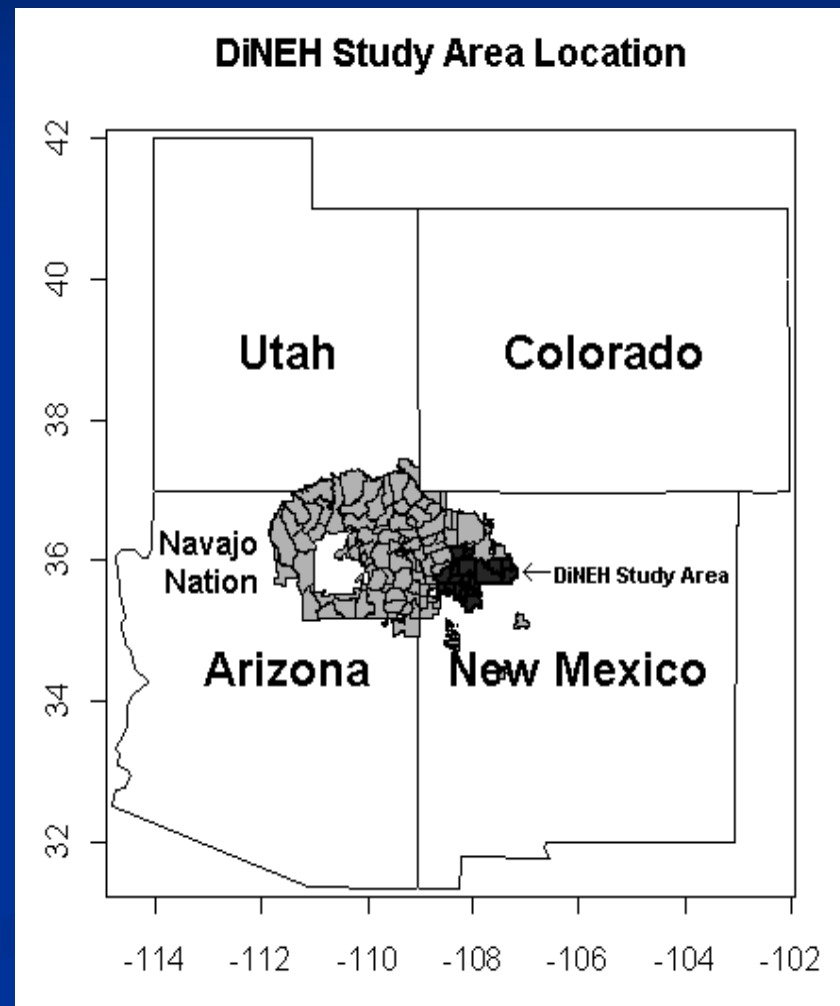 DiNEH Study Area Location
42
40
38
36
34
32
Utah
Colorado
Navajo
Nation
DiNEH Study Area
Arizona
New Mexico
-114 -112 -110 -108 -106 -104 -102